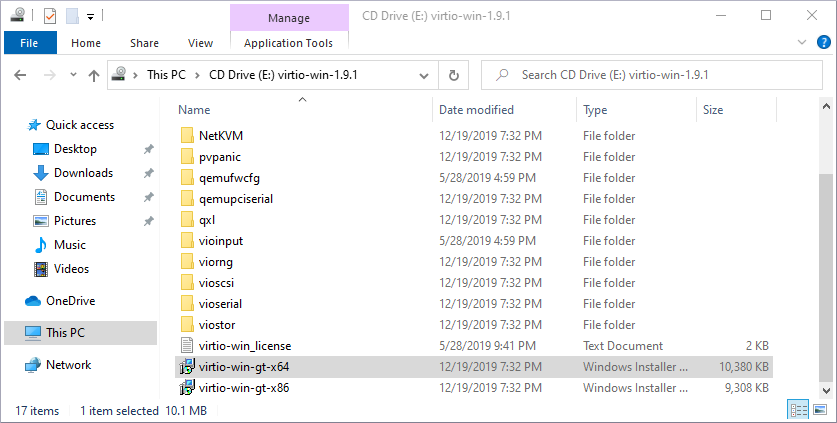 Manage
CD Drive (E:) virtio-win-1.9.1
File Home Share View Application Tools
This PC CD Drive (E:) virtio-win-1.9.1
Search CD Drive (E:) virtio-win-1.9.1
Name Date modified Type Size
Quick access
Desktop
Downloads
Documents
Pictures
Music
Videos
OneDrive
This PC
Network
NetKVM 12/19/2019 7:32 PM File folder
pvpanic 12/19/2019 7:32 PM File folder
qemufwcfg 5/28/2019 4:59 PM File folder
qemupciserial 12/19/2019 7:32 PM File folder
qxl 12/19/2019 7:32 PM File folder
vioinput 5/28/2019 4:59 PM File folder
viorng 12/19/2019 7:32 PM File folder
vioscsi 12/19/2019 7:32 PM File folder
vioserial 12/19/2019 7:32 PM File folder
viostor 12/19/2019 7:32 PM File folder
virtio-win_license 5/28/2019 9:41 PM Text Document 2 KB
virtio-win-gt-x64 12/19/2019 7:32 PM Windows Installer ... 10,380 KB
virtio-win-gt-x86 12/19/2019 7:32 PM Windows Installer ... 9,308 KB
17 items 1 item selected 10.1 MB